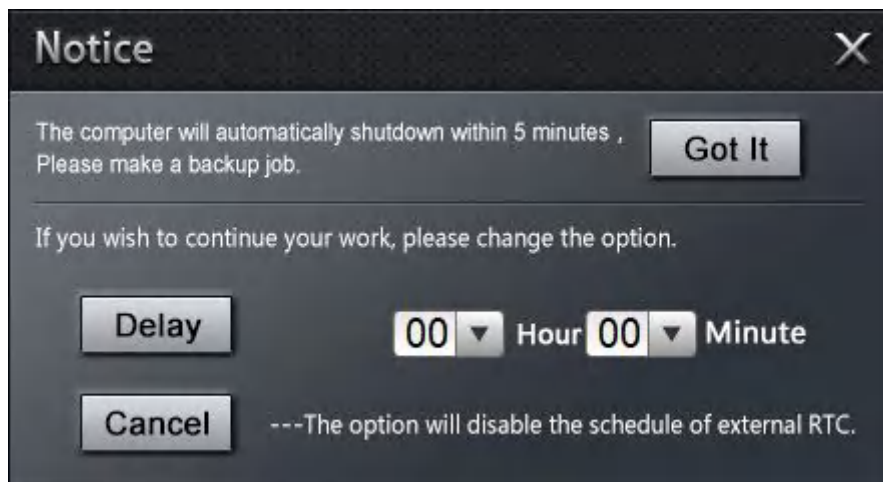 Notice
The computer will automatically shutdown within 5 minutes ,
Please make a backup job.
Got It
If you wish to continue your work, please change the option.
Delay 00 Hour 00 Minute
Cancel ---The option will disable the schedule of external RTC.